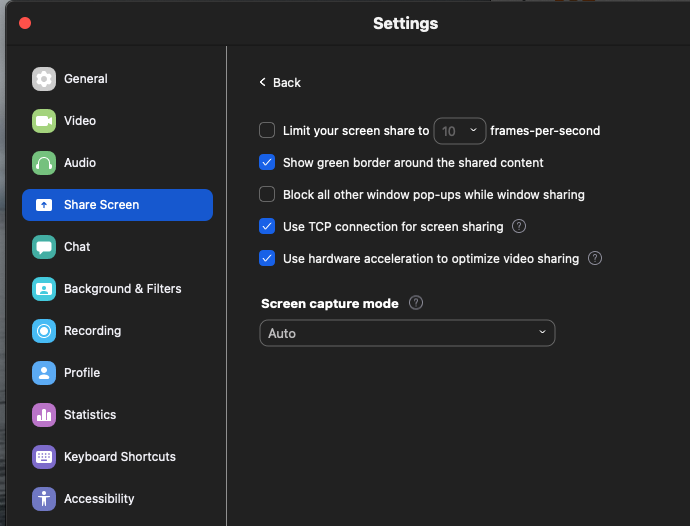 Settings
General
Video
Audio
Share Screen
Chat
Background & Filters
Recording
Profile
Statistics
Keyboard Shortcuts
Accessibility
Back
Limit your screen share to 10 frames-per-second
Show green border around the shared content
Block all other window pop-ups while window sharing
Use TCP connection for screen sharing ?
Use hardware acceleration to optimize video sharing ?
Screen capture mode ?
Auto